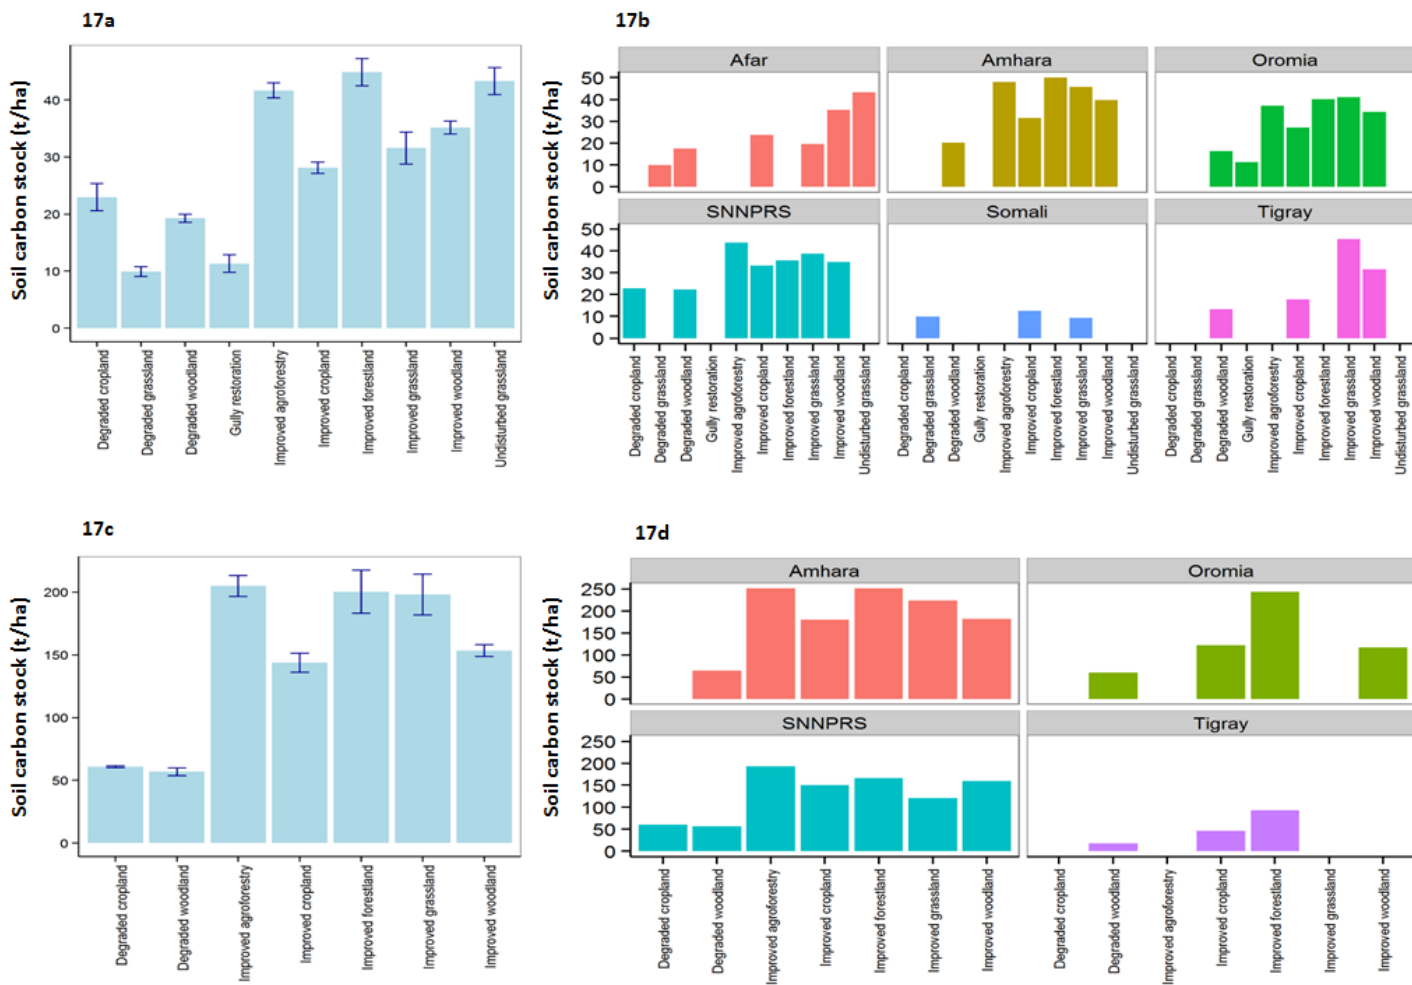 17a
Soil carbon stock (t/ha)
40
30
20
10
0
Degraded cropland
Degraded grassland
Degraded woodland
Gully restoration
Improved agroforestry
Improved cropland
Improved forestland
Improved grassland
Improved woodland
Undisturbed grassland
17b
Soil carbon stock (t/ha)
Afar
Amhara
Oromia
50
40
30
20
10
0
SNNPRS
Somali
Tigray
50
40
30
20
10
0
Degraded cropland
Degraded grassland
Degraded woodland
Gully restoration
Improved agroforestry
Improved cropland
Improved forestland
Improved grassland
Improved woodland
Undisturbed grassland
Degraded cropland
Degraded grassland
Degraded woodland
Gully restoration
Improved agroforestry
Improved cropland
Improved forestland
Improved grassland
Improved woodland
Undisturbed grassland
Degraded cropland
Degraded grassland
Degraded woodland
Gully restoration
Improved agroforestry
Improved cropland
Improved forestland
Improved grassland
Improved woodland
Undisturbed grassland
17c
Soil carbon stock (t/ha)
200
150
100
50
0
Degraded cropland
Degraded woodland
Improved agroforestry
Improved cropland
Improved forestland
Improved grassland
Improved woodland
17d
Soil carbon stock (t/ha)
Amhara
Oromia
250
200
150
100
50
0
SNNPRS
Tigray
250
200
150
100
50
0
Degraded cropland
Degraded woodland
Improved agroforestry
Improved cropland
Improved forestland
Improved grassland
Improved woodland
Degraded cropland
Degraded woodland
Improved agroforestry
Improved cropland
Improved forestland
Improved grassland
Improved woodland